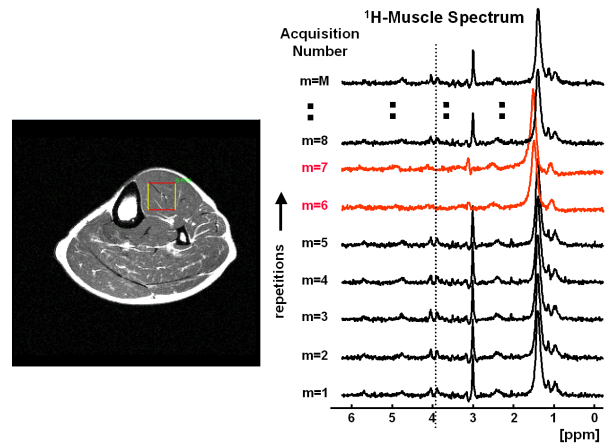 ¹H-Muscle Spectrum
Acquisition
Number
m=M
m=8
m=7
m=6
m=5
m=4
m=3
m=2
m=1
repetitions
6 5 4 3 2 1 0
[ppm]